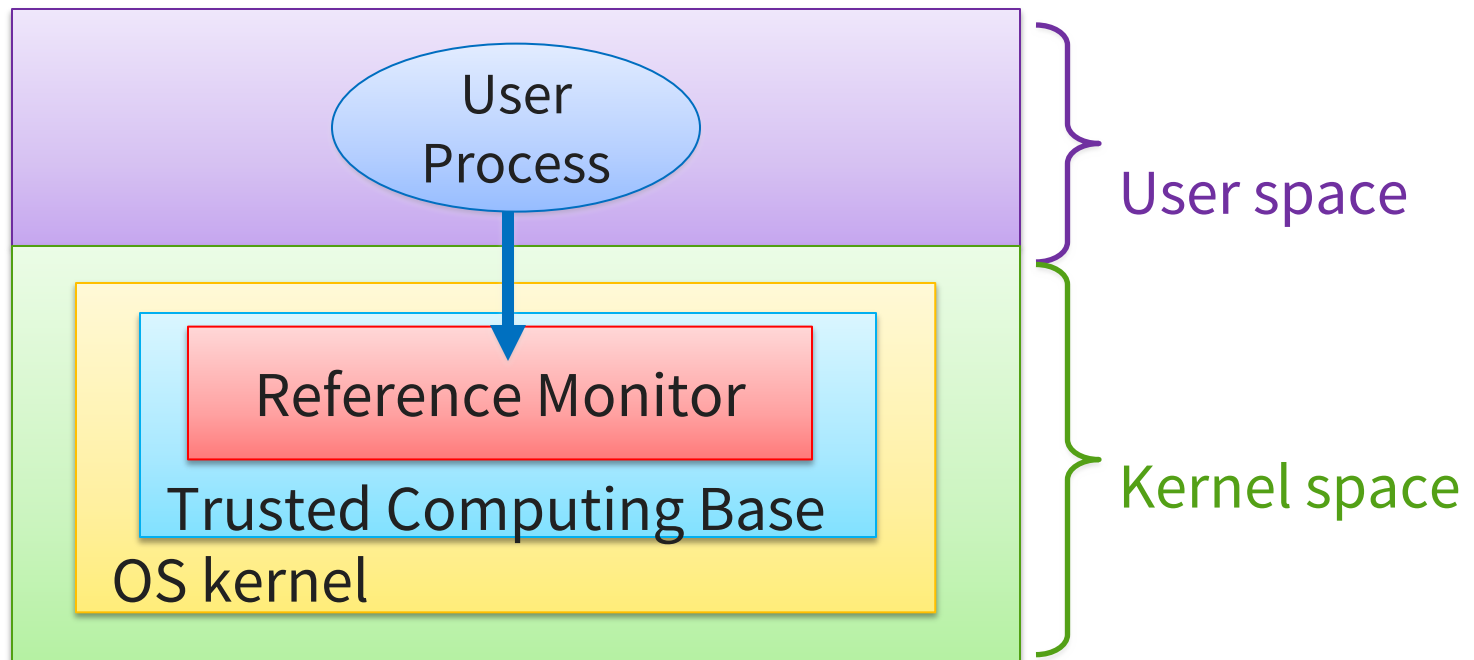 User
Process
User space
Reference Monitor
Trusted Computing Base
Kernel space
OS kernel